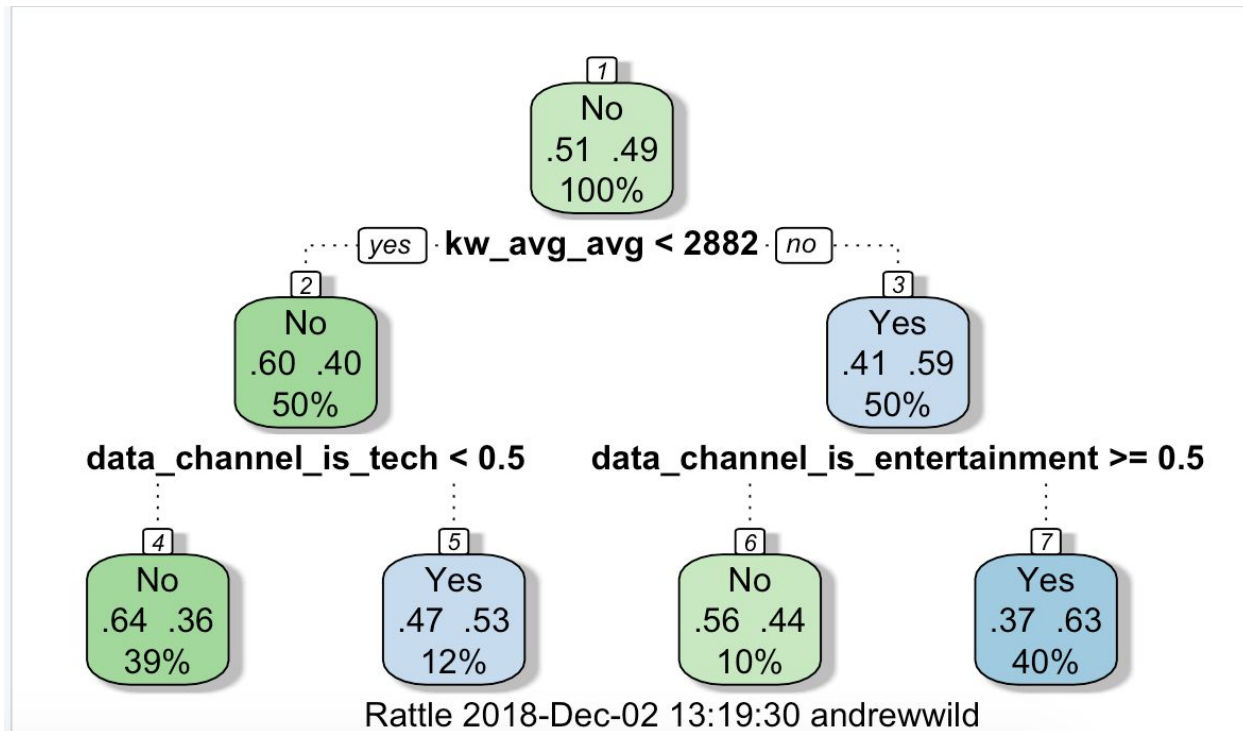 1
No
.51 .49
100%
yes kw_avg_avg < 2882 no
2
No
.60 .40
50%
3
Yes
.41 .59
50%
data_channel_is_tech < 0.5
data_channel_is_entertainment >= 0.5
4
No
.64 .36
39%
5
Yes
.47 .53
12%
6
No
.56 .44
10%
7
Yes
.37 .63
40%
Rattle 2018-Dec-02 13:19:30 andrewwild